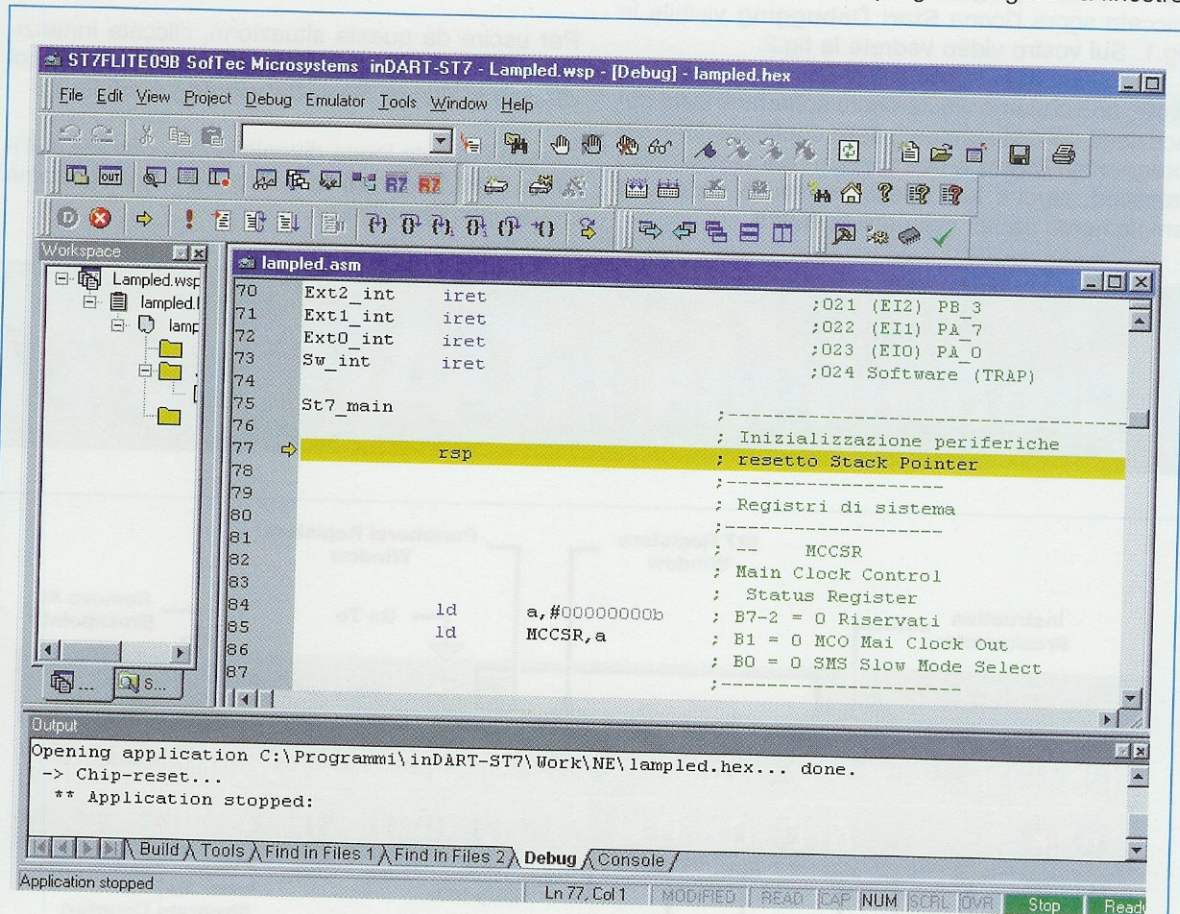 ST7FLITE09B SofTec Microsystems inDART-ST7 - Lampled.wsp - [Debug] - lampled.hex
File Edit View Project Debug Emulator Tools Window Help
OUT
R7 R7
D
Workspace
Lampled.wsp
lampled.
lamp
S...
lampled.asm
70 Ext2_int iret ;021 (EI2) PB_3
71 Ext1_int iret ;022 (EI1) PA_7
72 Ext0_int iret ;023 (EI0) PA_0
73 Sw_int iret ;024 Software (TRAP)
74
75 St7_main ;-----------------------------
76 ; Inizializzazione periferiche
77 rsp ; resetto Stack Pointer
78 ;--------------------
79 ; Registri di sistema
80 ;--------------------
81 ; -- MCCSR
82 ; Main Clock Control
83 ; Status Register
84 ld a,#00000000b ; B7-2 = 0 Riservati
85 ld MCCSR,a ; B1 = 0 MCO Mai Clock Out
86 ; B0 = 0 SMS Slow Mode Select
87 ;----------------------
Output
Opening application C:\Programmi\inDART-ST7\Work\NE\lampled.hex... done.
-> Chip-reset...
** Application stopped:
Build Tools Find in Files 1 Find in Files 2 Debug Console
Application stopped Ln 77, Col 1 MODIFIED READ CAP NUM SCRL OVR Stop Ready